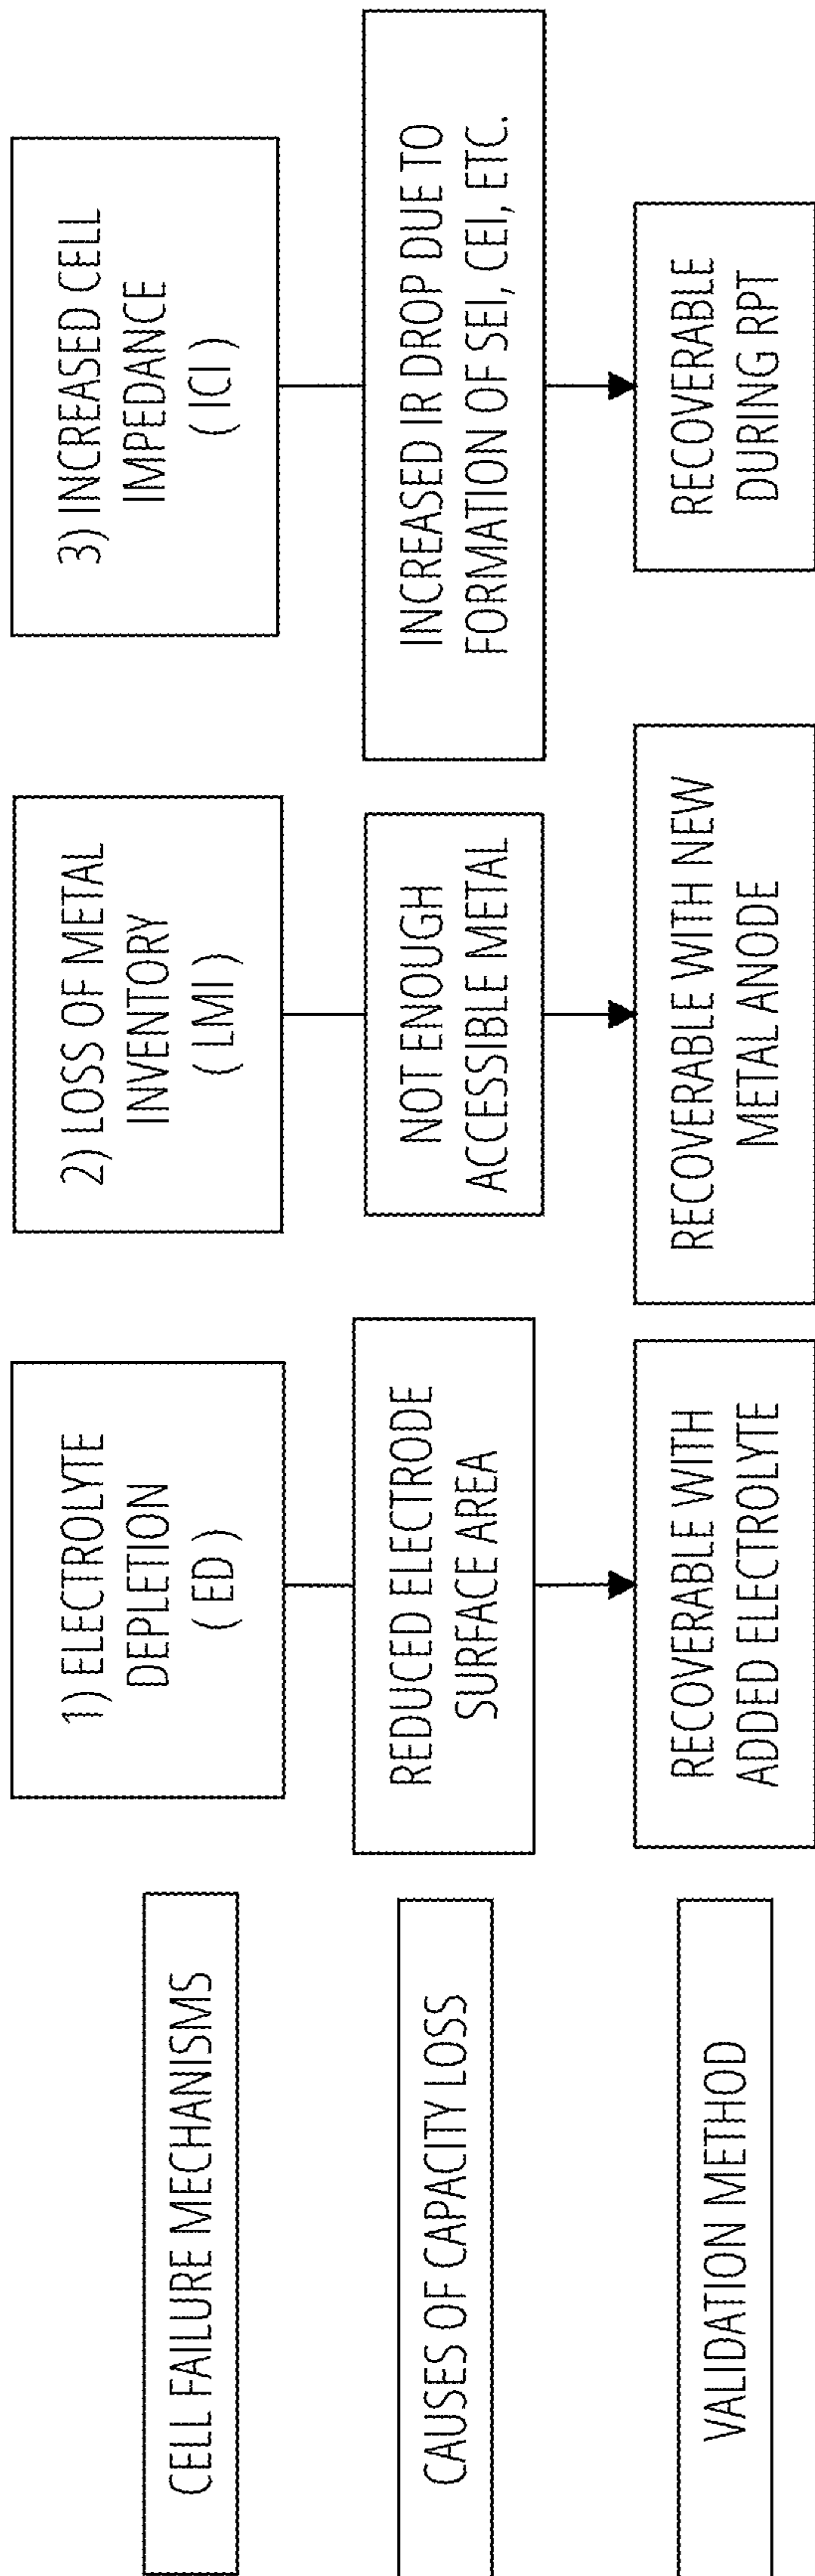 CELL FAILURE MECHANISMS
1) ELECTROLYTE
DEPLETION
( ED )
2) LOSS OF METAL
INVENTORY
( LMI )
3) INCREASED CELL
IMPEDANCE
( ICI )
CAUSES OF CAPACITY LOSS
REDUCED ELECTRODE
SURFACE AREA
NOT ENOUGH
ACCESSIBLE METAL
INCREASED IR DROP DUE TO
FORMATION OF SEI, CEI, ETC.
VALIDATION METHOD
RECOVERABLE WITH
ADDED ELECTROLYTE
RECOVERABLE WITH NEW
METAL ANODE
RECOVERABLE
DURING RPT